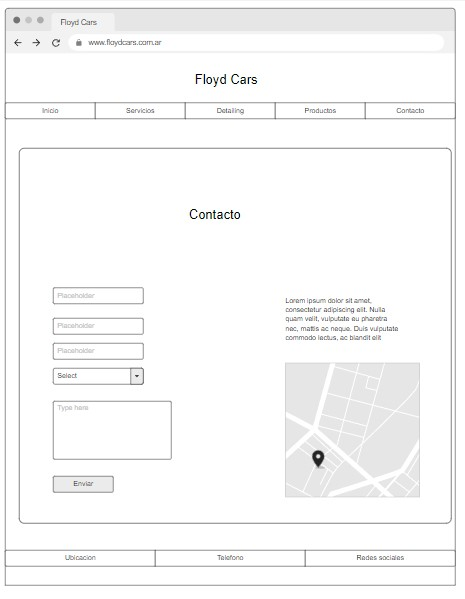 Floyd Cars
www.floydcars.com.ar
Floyd Cars
Inicio
Servicios
Detailing
Productos
Contacto
Contacto
Placeholder
Placeholder
Placeholder
Select
Type here
Enviar
Lorem ipsum dolor sit amet,
consectetur adipiscing elit. Nulla
quam velit, vulputate eu pharetra
nec, mattis ac neque. Duis vulputate
commodo lectus, ac blandit elit
Ubicacion
Telefono
Redes sociales